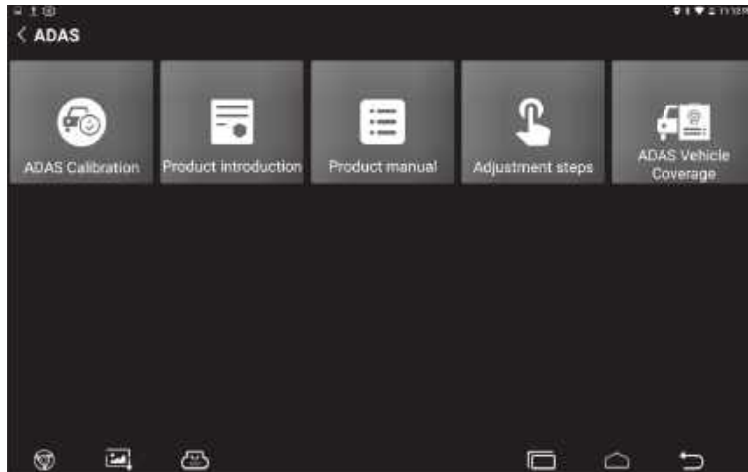 < ADAS
ADAS Calibration
Product introduction
Product manual
Adjustment steps
ADAS Vehicle
Coverage